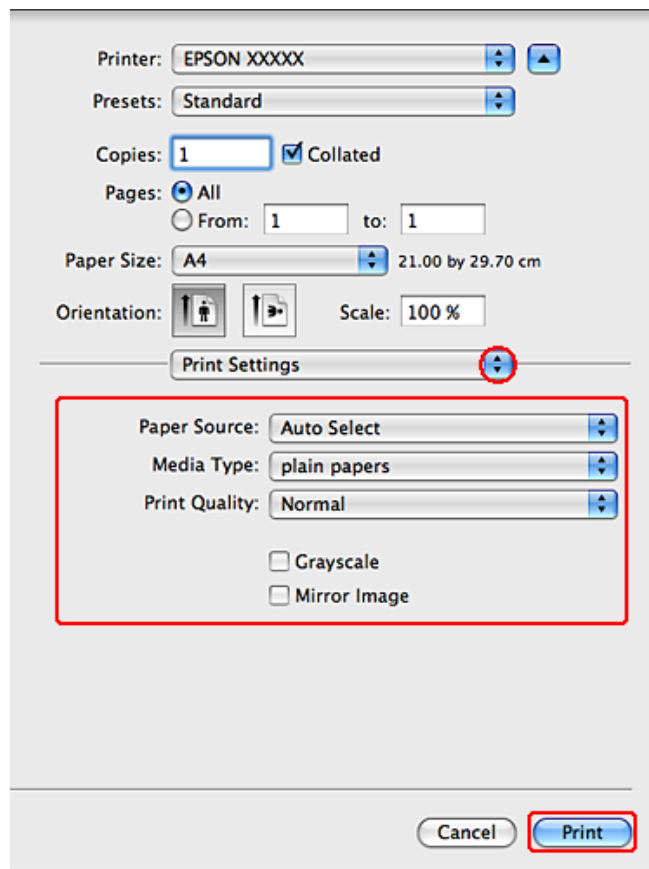 Printer: EPSON XXXXX
Presets: Standard
Copies: 1 Collated
Pages: All
From: 1 to: 1
Paper Size: A4 21.00 by 29.70 cm
Orientation: Scale: 100 %
Print Settings
Paper Source: Auto Select
Media Type: plain papers
Print Quality: Normal
Grayscale
Mirror Image
Cancel Print